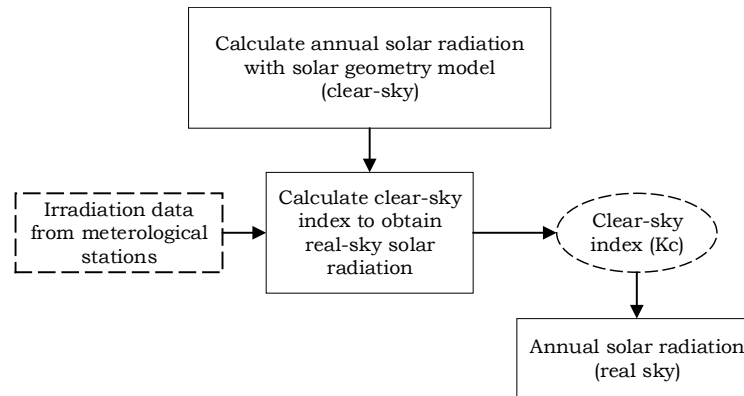 Calculate annual solar radiation
with solar geometry model
(clear-sky)
Irradiation data
from meterological
stations
Calculate clear-sky
index to obtain
real-sky solar
radiation
Clear-sky
index (Kc)
Annual solar radiation
(real sky)